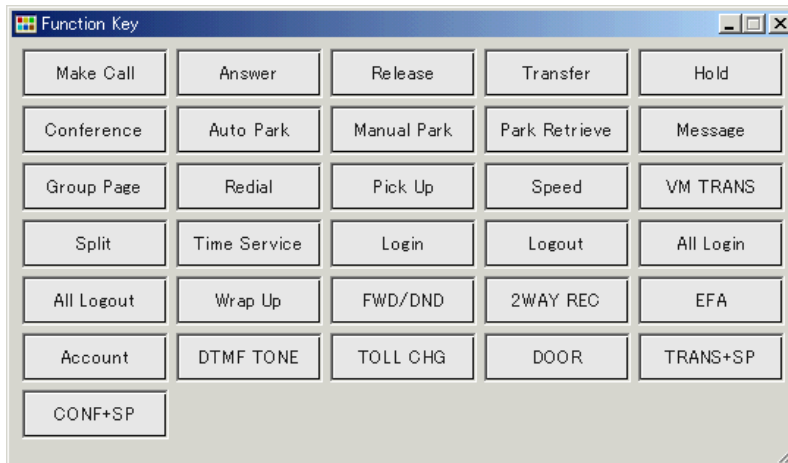 Function Key
Make Call Answer Release Transfer Hold
Conference Auto Park Manual Park Park Retrieve Message
Group Page Redial Pick Up Speed VM TRANS
Split Time Service Login Logout All Login
All Logout Wrap Up FWD/DND 2WAY REC EFA
Account DTMF TONE TOLL CHG DOOR TRANS+SP
CONF+SP